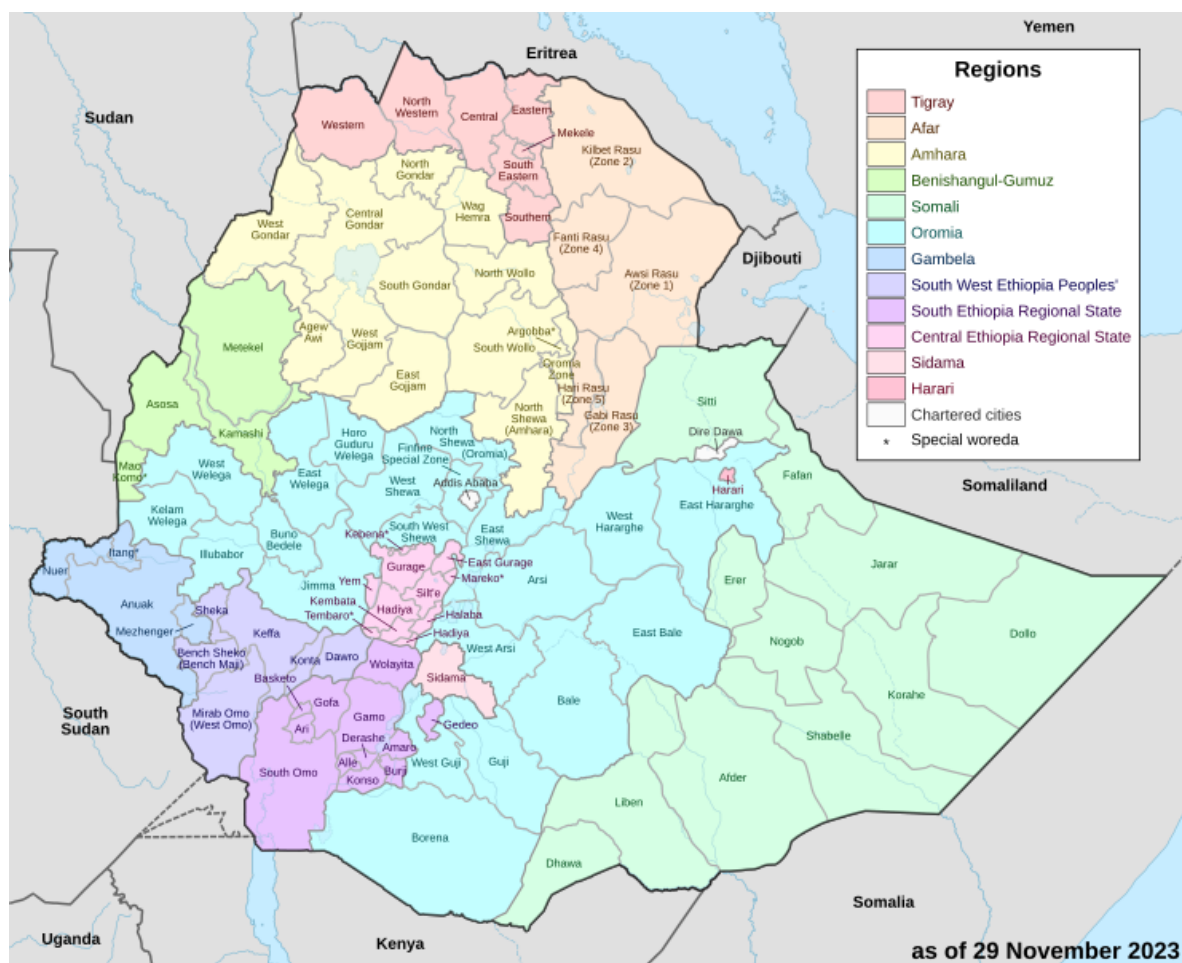 Yemen
Eritrea
Sudan
Djibouti
Somaliland
South
Sudan
Somalia
Uganda
Kenya
Regions
Tigray
Afar
Amhara
Benishangul-Gumuz
Somali
Oromia
Gambela
South West Ethiopia Peoples'
South Ethiopia Regional State
Central Ethiopia Regional State
Sidama
Harari
Chartered cities
* Special woreda
Western
North
Western
Central
Eastern
Mekele
South
Eastern
Southern
Kilbet Rasu
(Zone 2)
Fanti Rasu
(Zone 4)
Awsi Rasu
(Zone 1)
Hari Rasu
(Zone 5)
Gabi Rasu
(Zone 3)
North
Gondar
Wag
Hemra
Central
Gondar
West
Gondar
North Wollo
South Gondar
Agew
Awi
West
Gojjam
East
Gojjam
Argobba*
South Wollo
Oromia
Zone
North
Shewa
(Amhara)
Metekel
Asosa
Kamashi
Mao
Komo*
Sitti
Dire Dawa
Fafan
Jarar
Erer
Nogob
Dollo
Korahe
Shabelle
Afder
Liben
Dhawa
Harari
East Hararghe
West
Hararghe
Horo
Guduru
Welega
North
Shewa
(Oromia)
Finfine
Special Zone
West
Welega
East
Welega
West
Shewa
Addis Ababa
Kelam
Welega
Illubabor
Buno
Bedele
South West
Shewa
East
Shewa
Jimma
Arsi
West Arsi
East Bale
Bale
West Guji
Guji
Borena
Kebena*
Gurage
East Gurage
Mareko*
Silt'e
Yem
Kembata
Tembaro*
Hadiya
Halaba
Hadiya
Itang*
Nuer
Anuak
Mezhenger
Sheka
Keffa
Bench Sheko
(Bench Maji)
Konta
Dawro
Mirab Omo
(West Omo)
Wolayita
Sidama
Basketo
Gofa
Gamo
Ari
Gedeo
Derashe
Amaro
Alle
Burji
Konso
South Omo
as of 29 November 2023